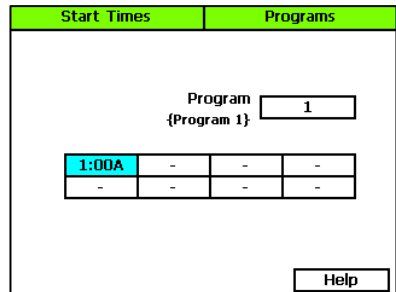 Start Times Programs
Program 1
{Program 1}
1:00A - - -
- - - -
Help